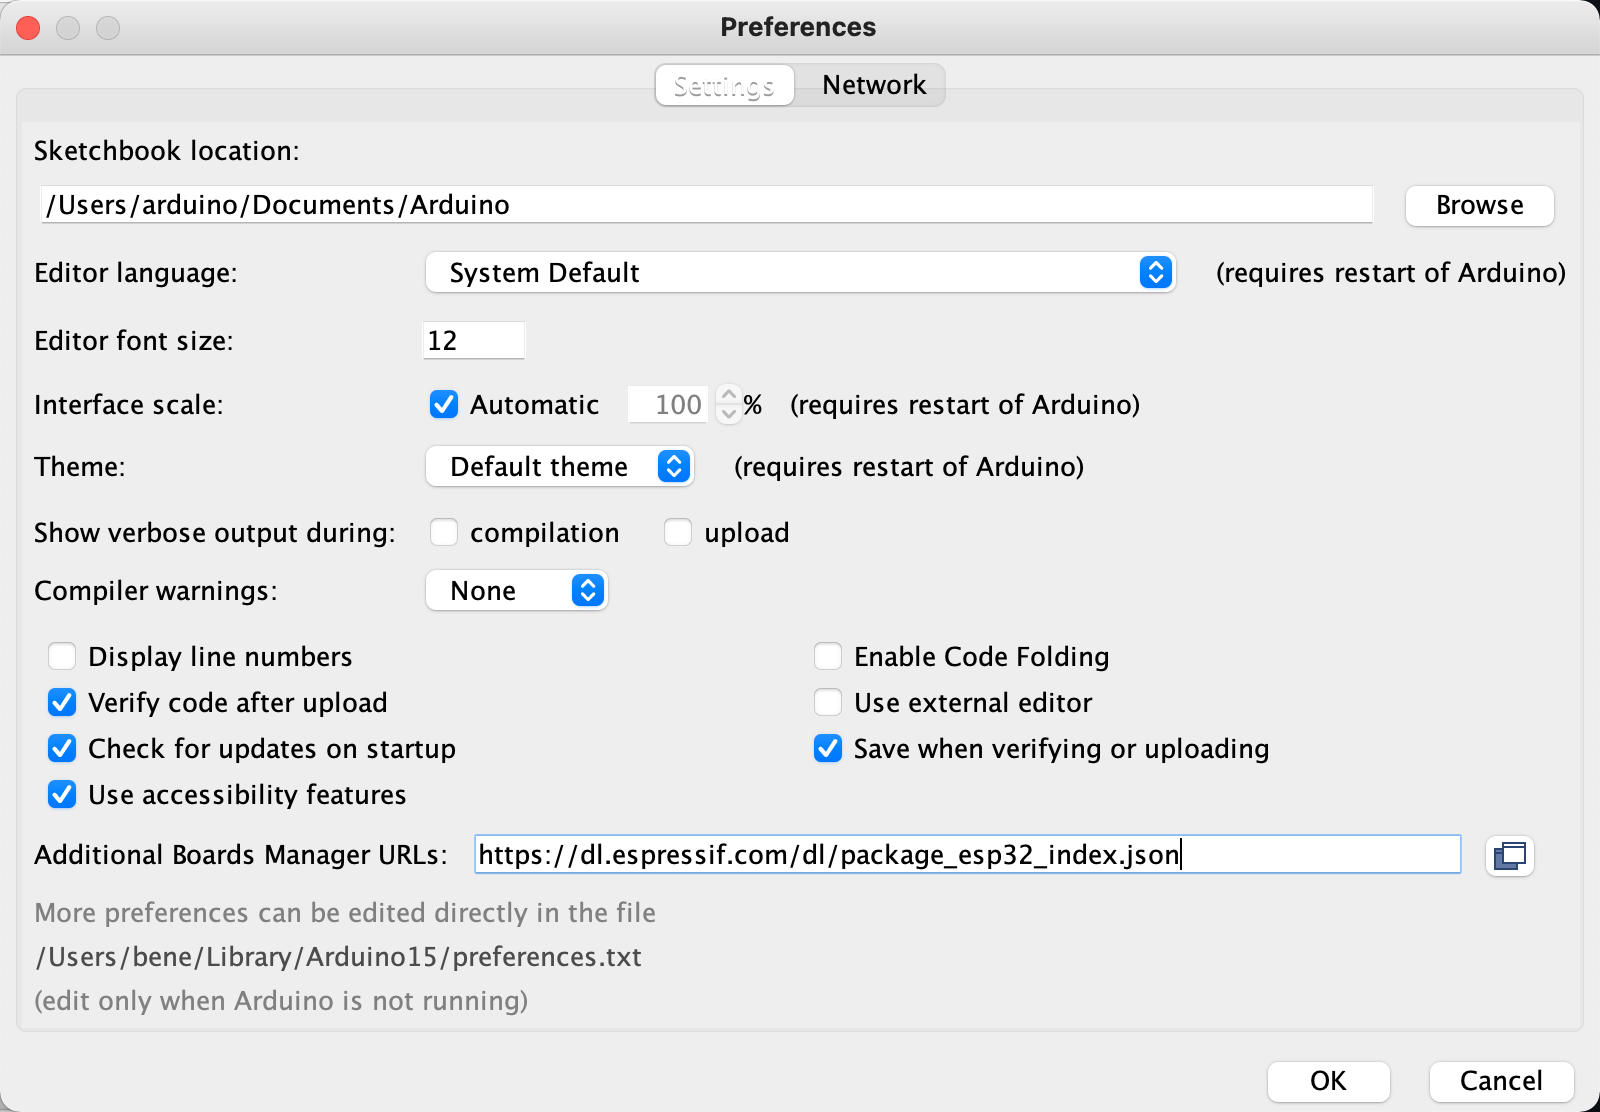 Preferences
Settings Network
Sketchbook location:
/Users/arduino/Documents/Arduino Browse
Editor language: System Default (requires restart of Arduino)
Editor font size: 12
Interface scale: Automatic 100 % (requires restart of Arduino)
Theme: Default theme (requires restart of Arduino)
Show verbose output during: compilation upload
Compiler warnings: None
Display line numbers Enable Code Folding
Verify code after upload Use external editor
Check for updates on startup Save when verifying or uploading
Use accessibility features
Additional Boards Manager URLs: https://dl.espressif.com/dl/package_esp32_index.json
More preferences can be edited directly in the file
/Users/bene/Library/Arduino15/preferences.txt
(edit only when Arduino is not running)
OK Cancel